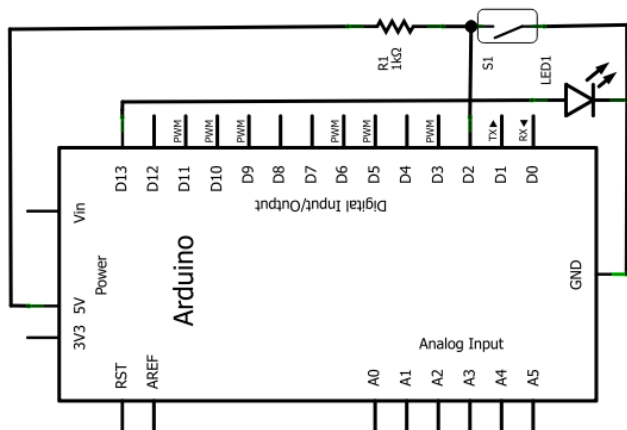 R1
1kΩ
S1
LED1
PWM
PWM
PWM
PWM
PWM
PWM
TX▶
RX◀
D13
D12
D11
D10
D9
D8
D7
D6
D5
D4
D3
D2
D1
D0
Digital Input/Output
Vin
Power
5V
3V3
Arduino
GND
Analog Input
RST
AREF
A0
A1
A2
A3
A4
A5